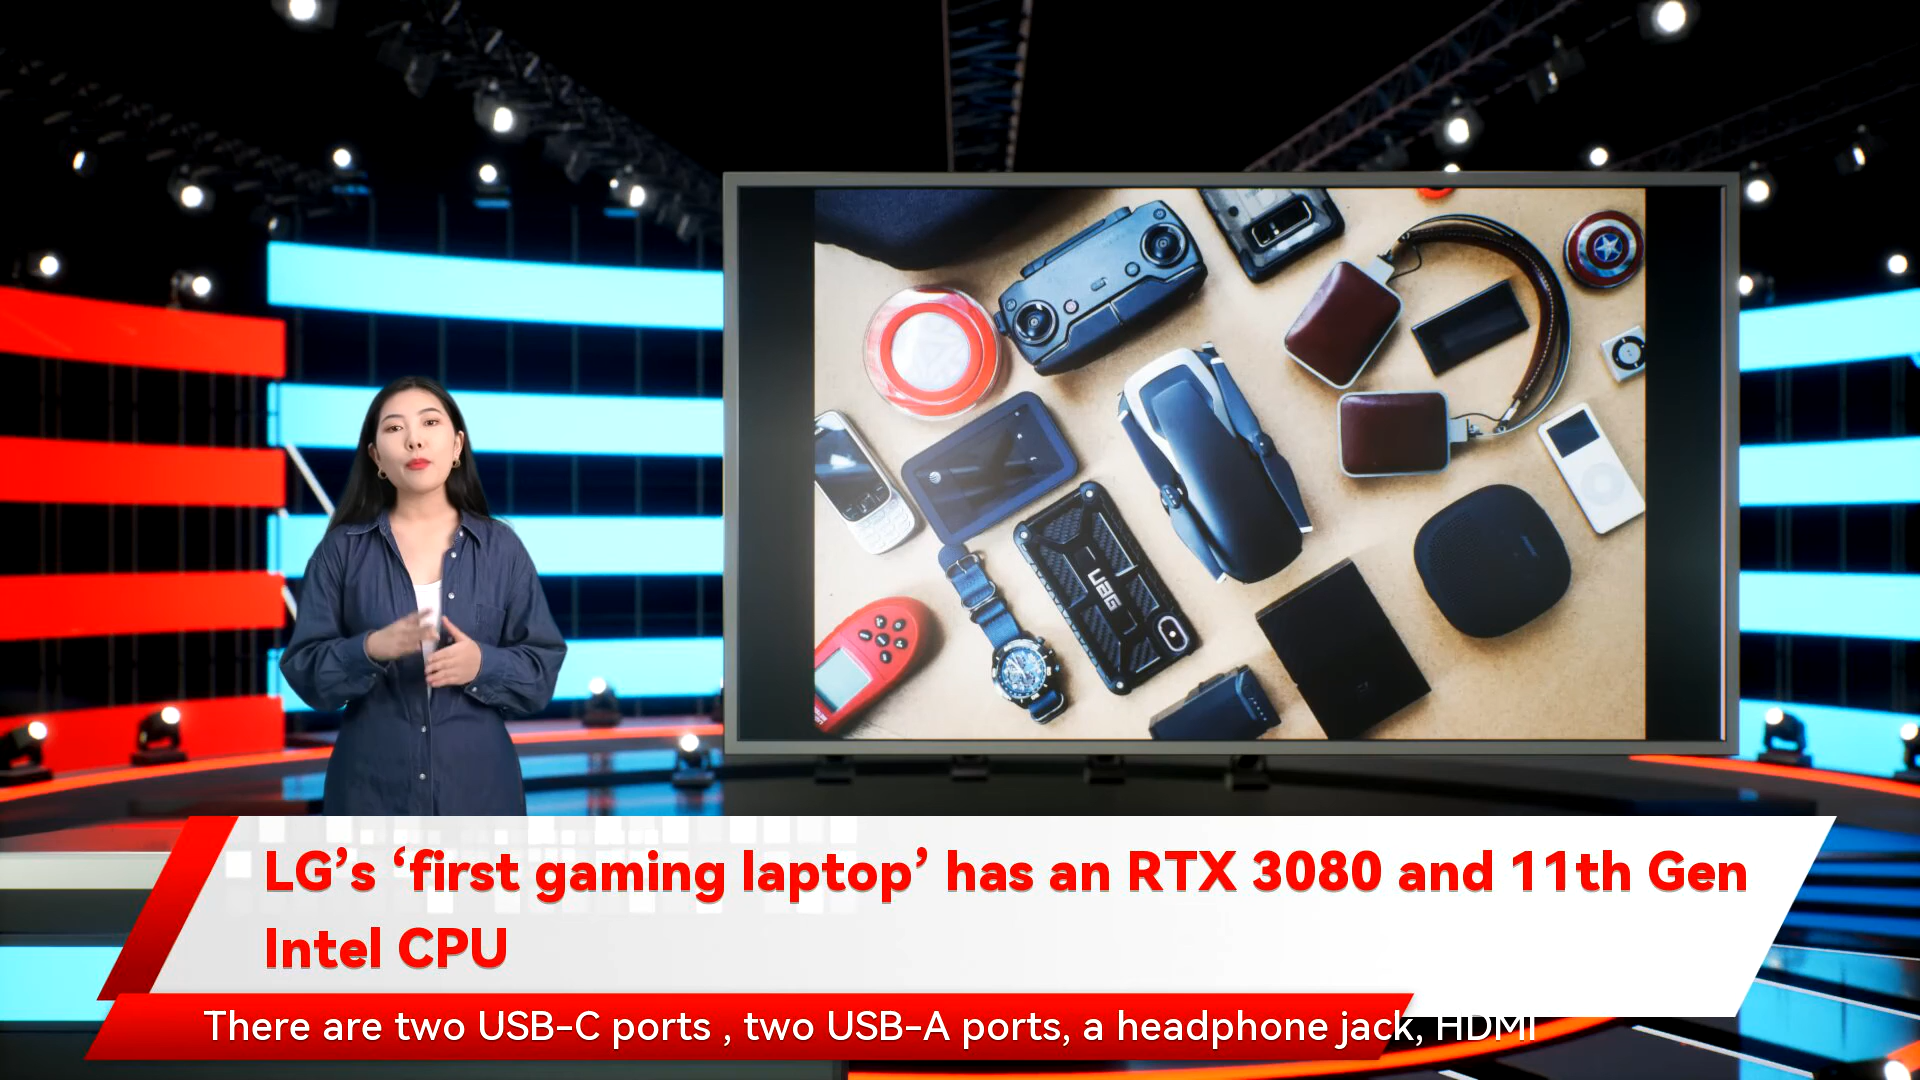 UAG
LG’s ‘first gaming laptop’ has an RTX 3080 and 11th Gen
Intel CPU
There are two USB-C ports , two USB-A ports, a headphone jack, HDMI